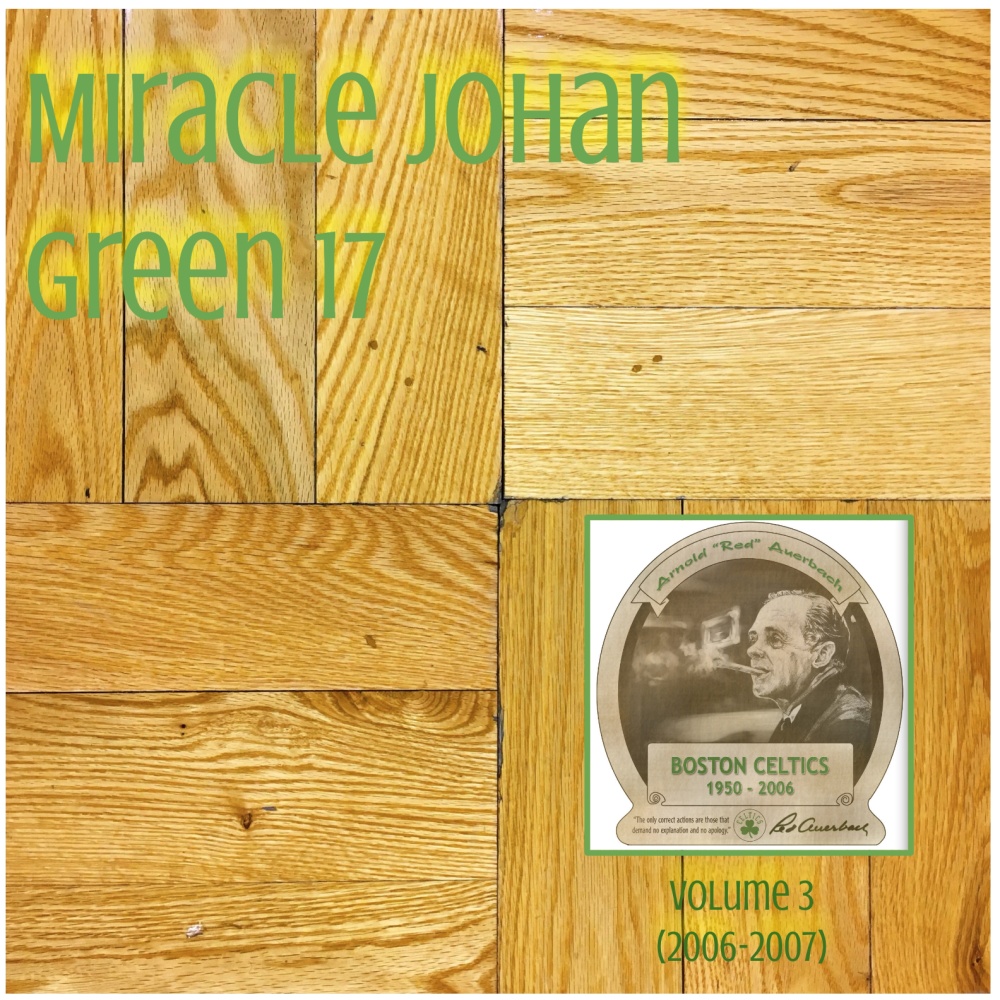 Miracle Johan
Green 17
Arnold "Red" Auerbach
BOSTON CELTICS
1950 - 2006
"The only correct actions are those that
demand no explanation and no apology."
CELTICS
Red Auerbach
Volume 3
(2006-2007)